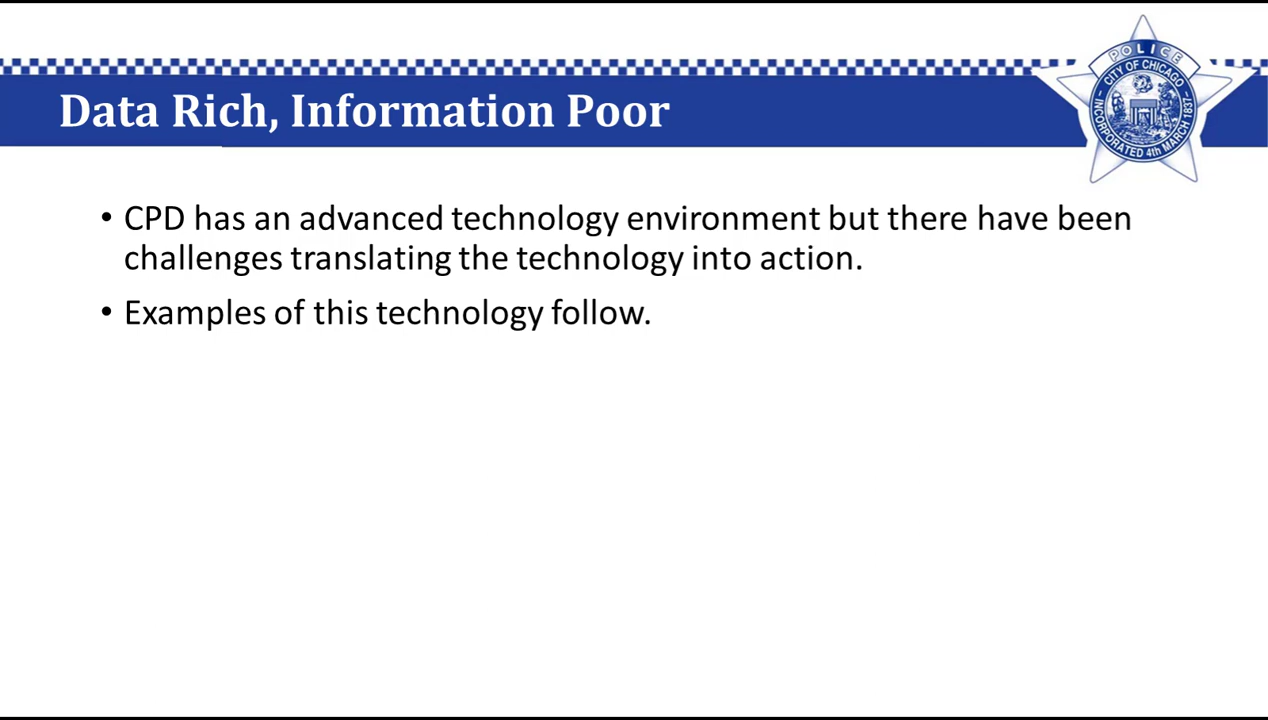 POLICE
CITY OF CHICAGO
INCORPORATED 4th MARCH 1837
Data Rich, Information Poor
• CPD has an advanced technology environment but there have been
challenges translating the technology into action.
• Examples of this technology follow.